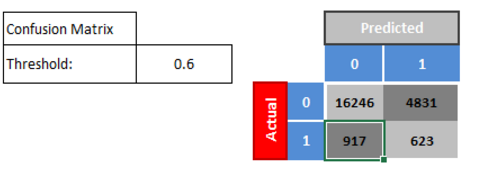 Predicted
Confusion Matrix
Threshold: 0.6
0 1
Actual
0 16246 4831
1 917 623